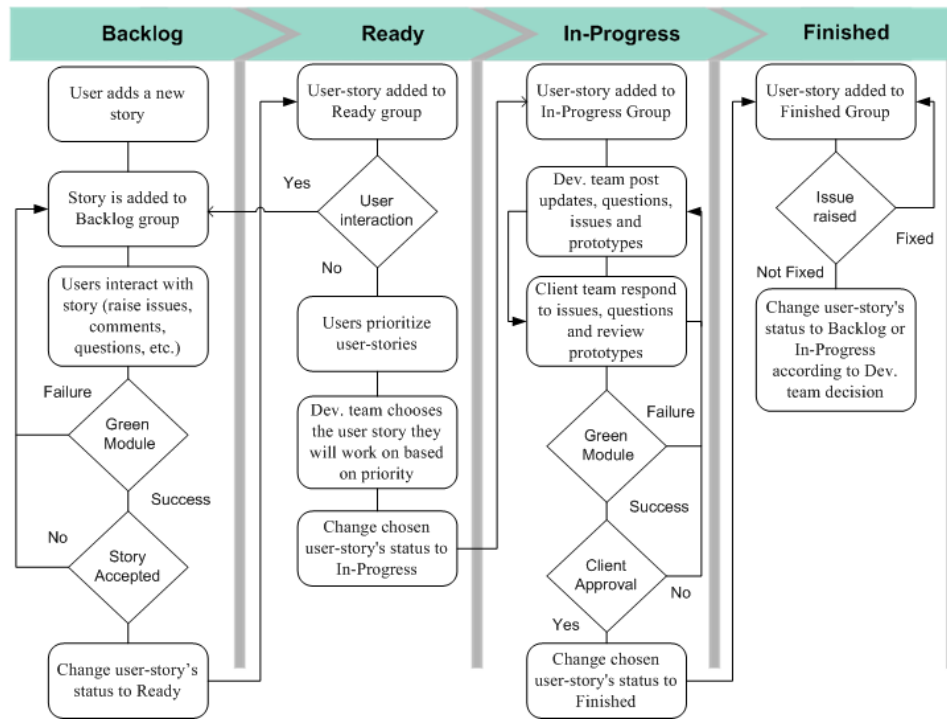 Backlog
Ready
In-Progress
Finished
User adds a new
story
Story is added to
Backlog group
Users interact with
story (raise issues,
comments,
questions, etc.)
Failure
Green
Module
Success
No
Story
Accepted
Change user-story's
status to Ready
User-story added to
Ready group
Yes
User
interaction
No
Users prioritize
user-stories
Dev. team chooses
the user story they
will work on based
on priority
Change chosen
user-story's status to
In-Progress
User-story added to
In-Progress Group
Dev. team post
updates, questions,
issues and
prototypes
Client team respond
to issues, questions
and review
prototypes
Failure
Green
Module
Success
Client
Approval
No
Yes
Change chosen
user-story's status to
Finished
User-story added to
Finished Group
Issue
raised
Fixed
Not Fixed
Change user-story's
status to Backlog or
In-Progress
according to Dev.
team decision